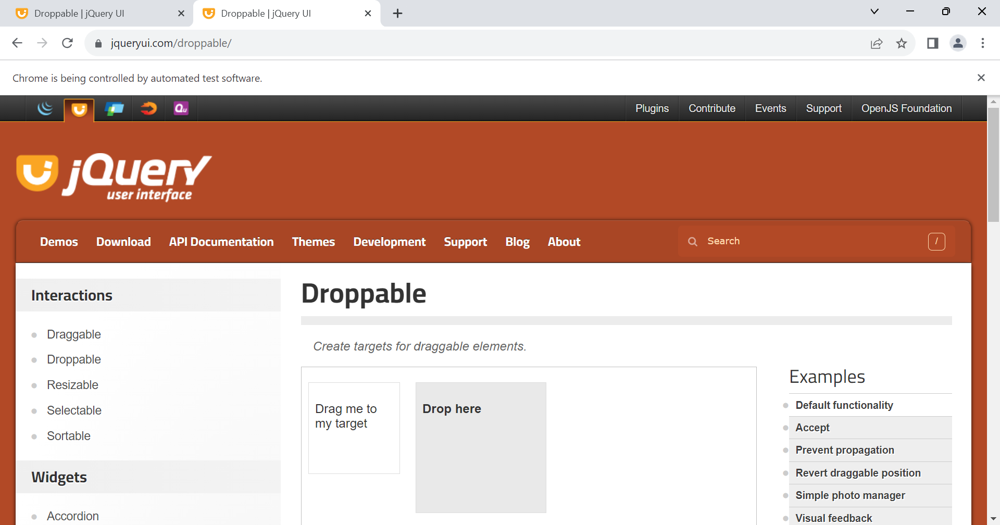 Droppable | jQuery UI
Droppable | jQuery UI
jqueryui.com/droppable/
Chrome is being controlled by automated test software.
Qu
Plugins
Contribute
Events
Support
OpenJS Foundation
jQuery
user interface
Demos
Download
API Documentation
Themes
Development
Support
Blog
About
Search
/
Interactions
Draggable
Droppable
Resizable
Selectable
Sortable
Widgets
Accordion
Droppable
Create targets for draggable elements.
Drag me to
my target
Drop here
Examples
Default functionality
Accept
Prevent propagation
Revert draggable position
Simple photo manager
Visual feedback